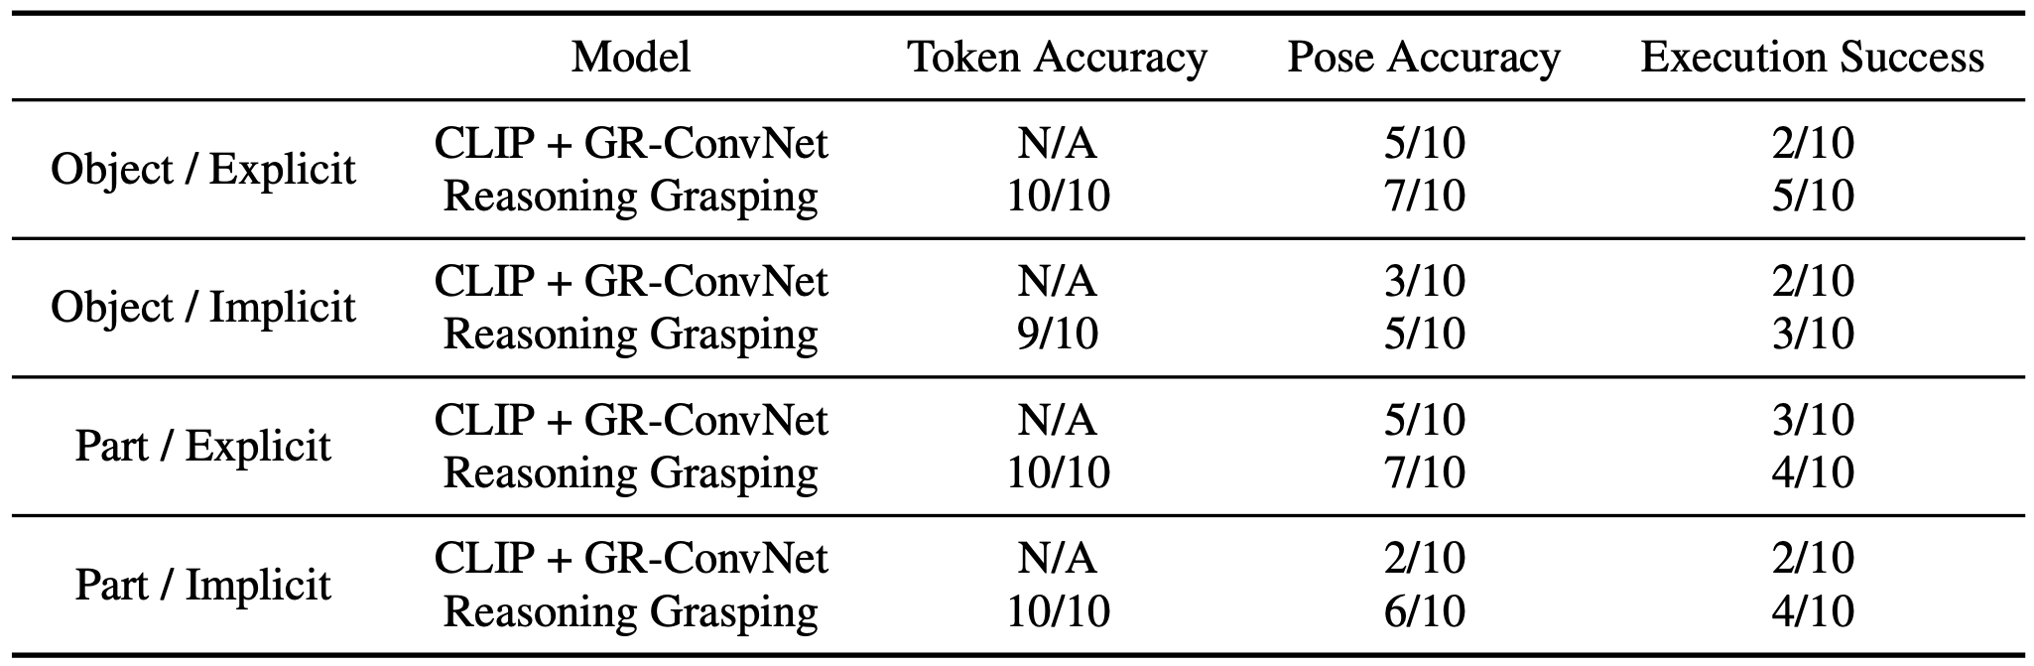 Model Token Accuracy Pose Accuracy Execution Success
Object / Explicit
CLIP + GR-ConvNet N/A 5/10 2/10
Reasoning Grasping 10/10 7/10 5/10
Object / Implicit
CLIP + GR-ConvNet N/A 3/10 2/10
Reasoning Grasping 9/10 5/10 3/10
Part / Explicit
CLIP + GR-ConvNet N/A 5/10 3/10
Reasoning Grasping 10/10 7/10 4/10
Part / Implicit
CLIP + GR-ConvNet N/A 2/10 2/10
Reasoning Grasping 10/10 6/10 4/10